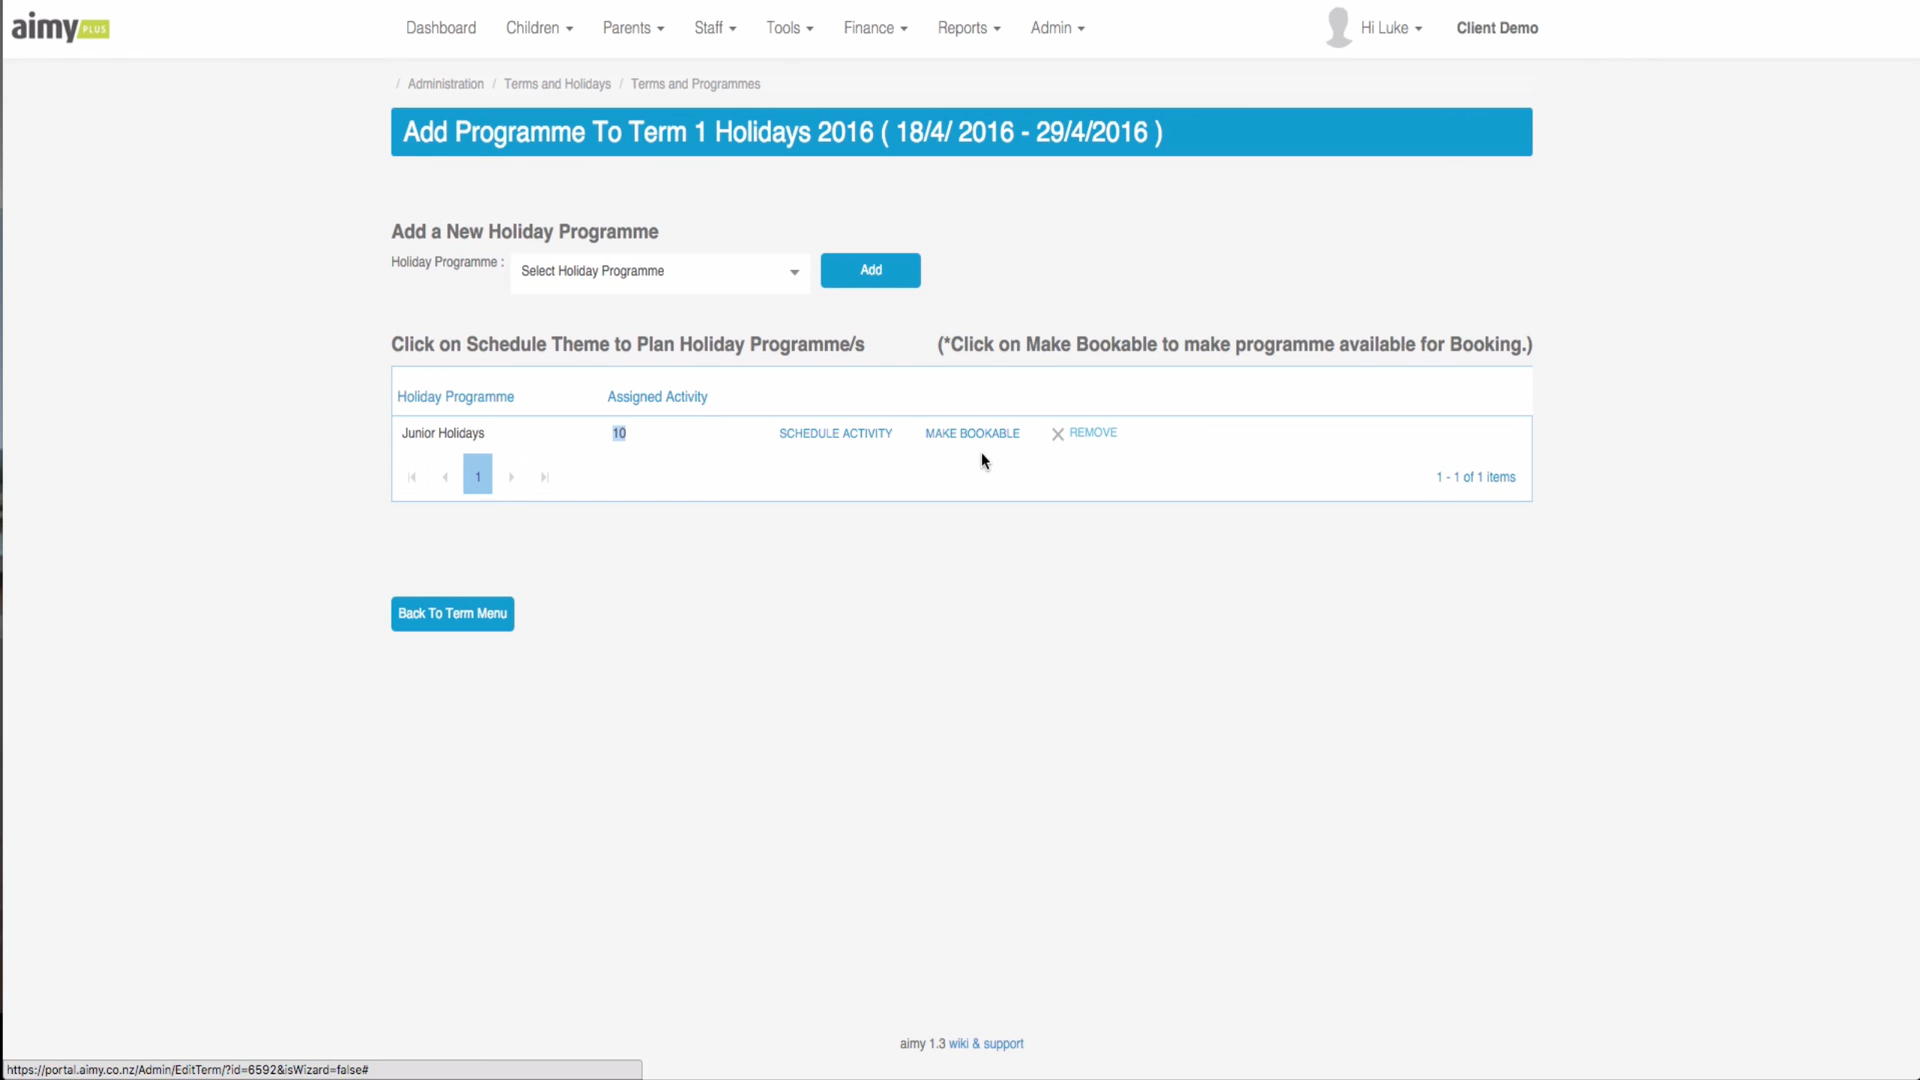 aimy PLUS
Dashboard Children Parents Staff Tools Finance Reports Admin Hi Luke Client Demo
/ Administration / Terms and Holidays / Terms and Programmes
Add Programme To Term 1 Holidays 2016 ( 18/4/ 2016 - 29/4/2016 )
Add a New Holiday Programme
Holiday Programme : Select Holiday Programme Add
Click on Schedule Theme to Plan Holiday Programme/s (*Click on Make Bookable to make programme available for Booking.)
Holiday Programme Assigned Activity
Junior Holidays 10 SCHEDULE ACTIVITY MAKE BOOKABLE REMOVE
1 1 - 1 of 1 items
Back To Term Menu
aimy 1.3 wiki & support
https://portal.aimy.co.nz/Admin/EditTerm/?id=6592&isWizard=false#